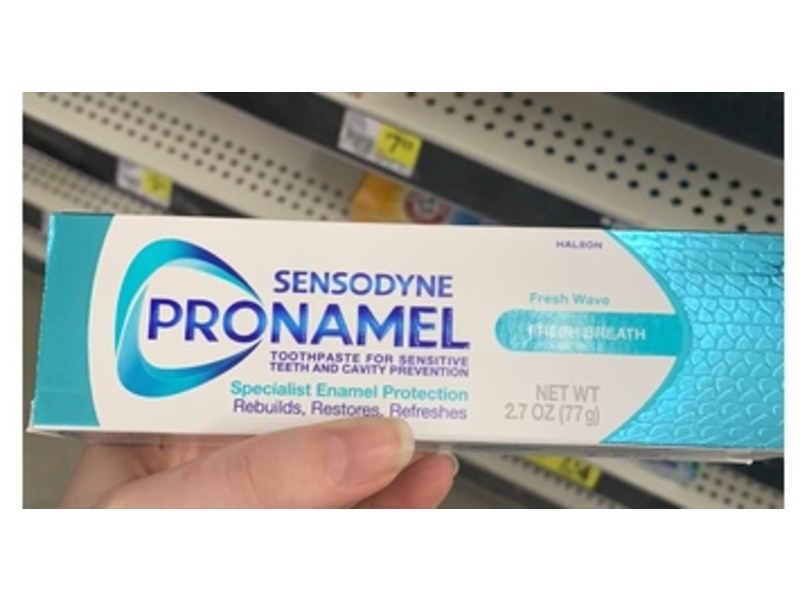 HALEON
SENSODYNE
PRONAMEL
TOOTHPASTE FOR SENSITIVE
TEETH AND CAVITY PREVENTION
Specialist Enamel Protection
Rebuilds, Restores, Refreshes
Fresh Wave
FRESH BREATH
NET WT
2.7 OZ (77g)